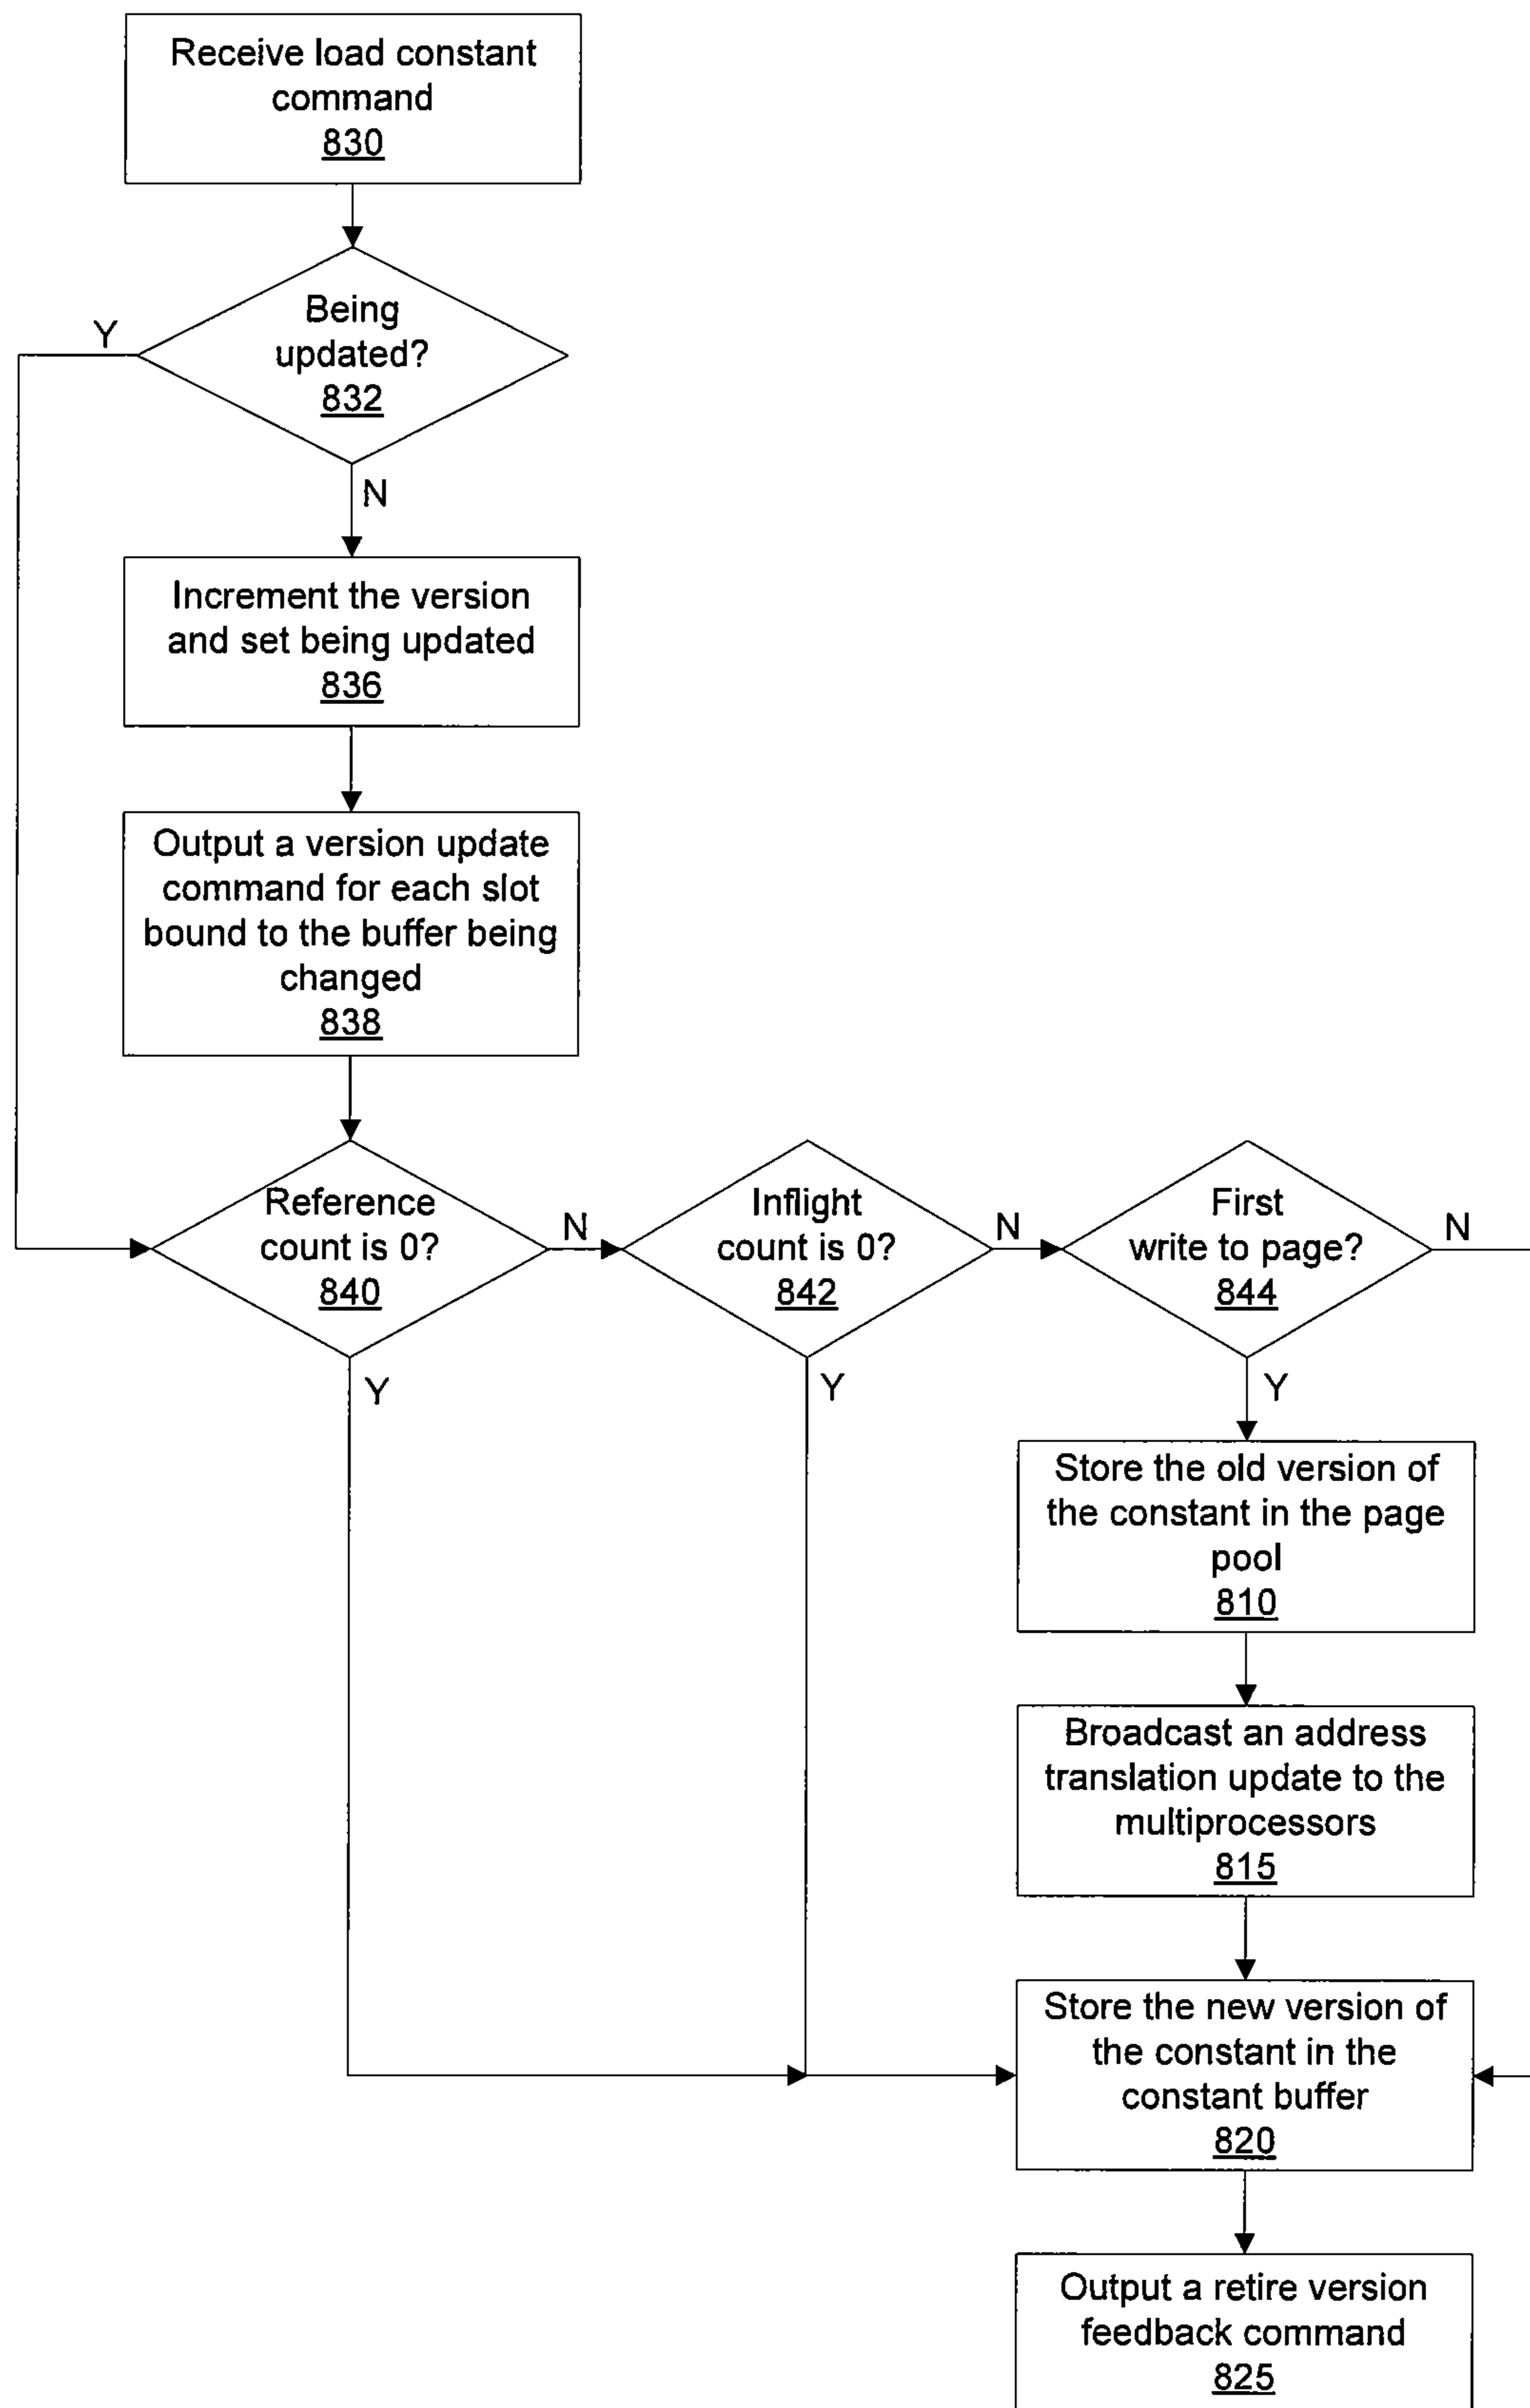 Receive load constant
command
830
Being
updated?
832
Y
N
Increment the version
and set being updated
836
Output a version update
command for each slot
bound to the buffer being
changed
838
Reference
count is 0?
840
N
Y
Inflight
count is 0?
842
N
Y
First
write to page?
844
N
Y
Store the old version of
the constant in the page
pool
810
Broadcast an address
translation update to the
multiprocessors
815
Store the new version of
the constant in the
constant buffer
820
Output a retire version
feedback command
825